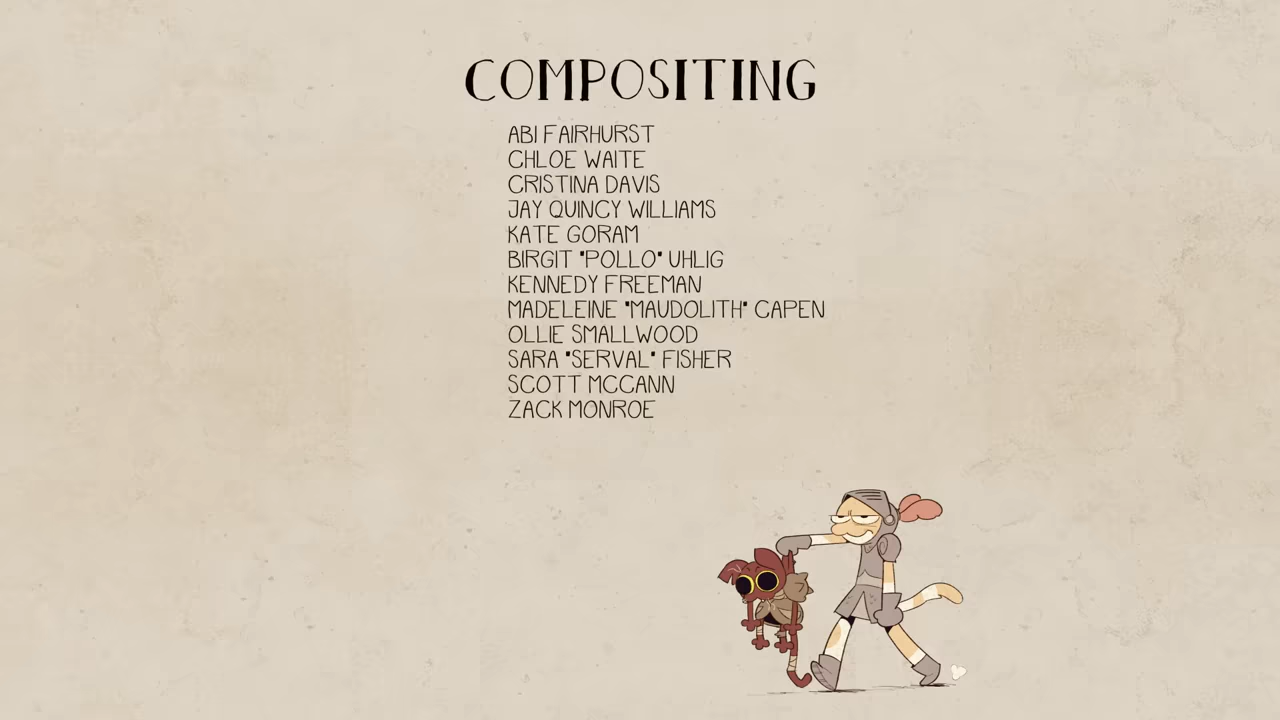 COMPOSITING
ABI FAIRHURST
CHLOE WAITE
CRISTINA DAVIS
JAY QUINCY WILLIAMS
KATE GORAM
BIRGIT "POLLO" UHLIG
KENNEDY FREEMAN
MADELEINE "MAUDOLITH" CAPEN
OLLIE SMALLWOOD
SARA "SERVAL" FISHER
SCOTT MCCANN
ZACK MONROE